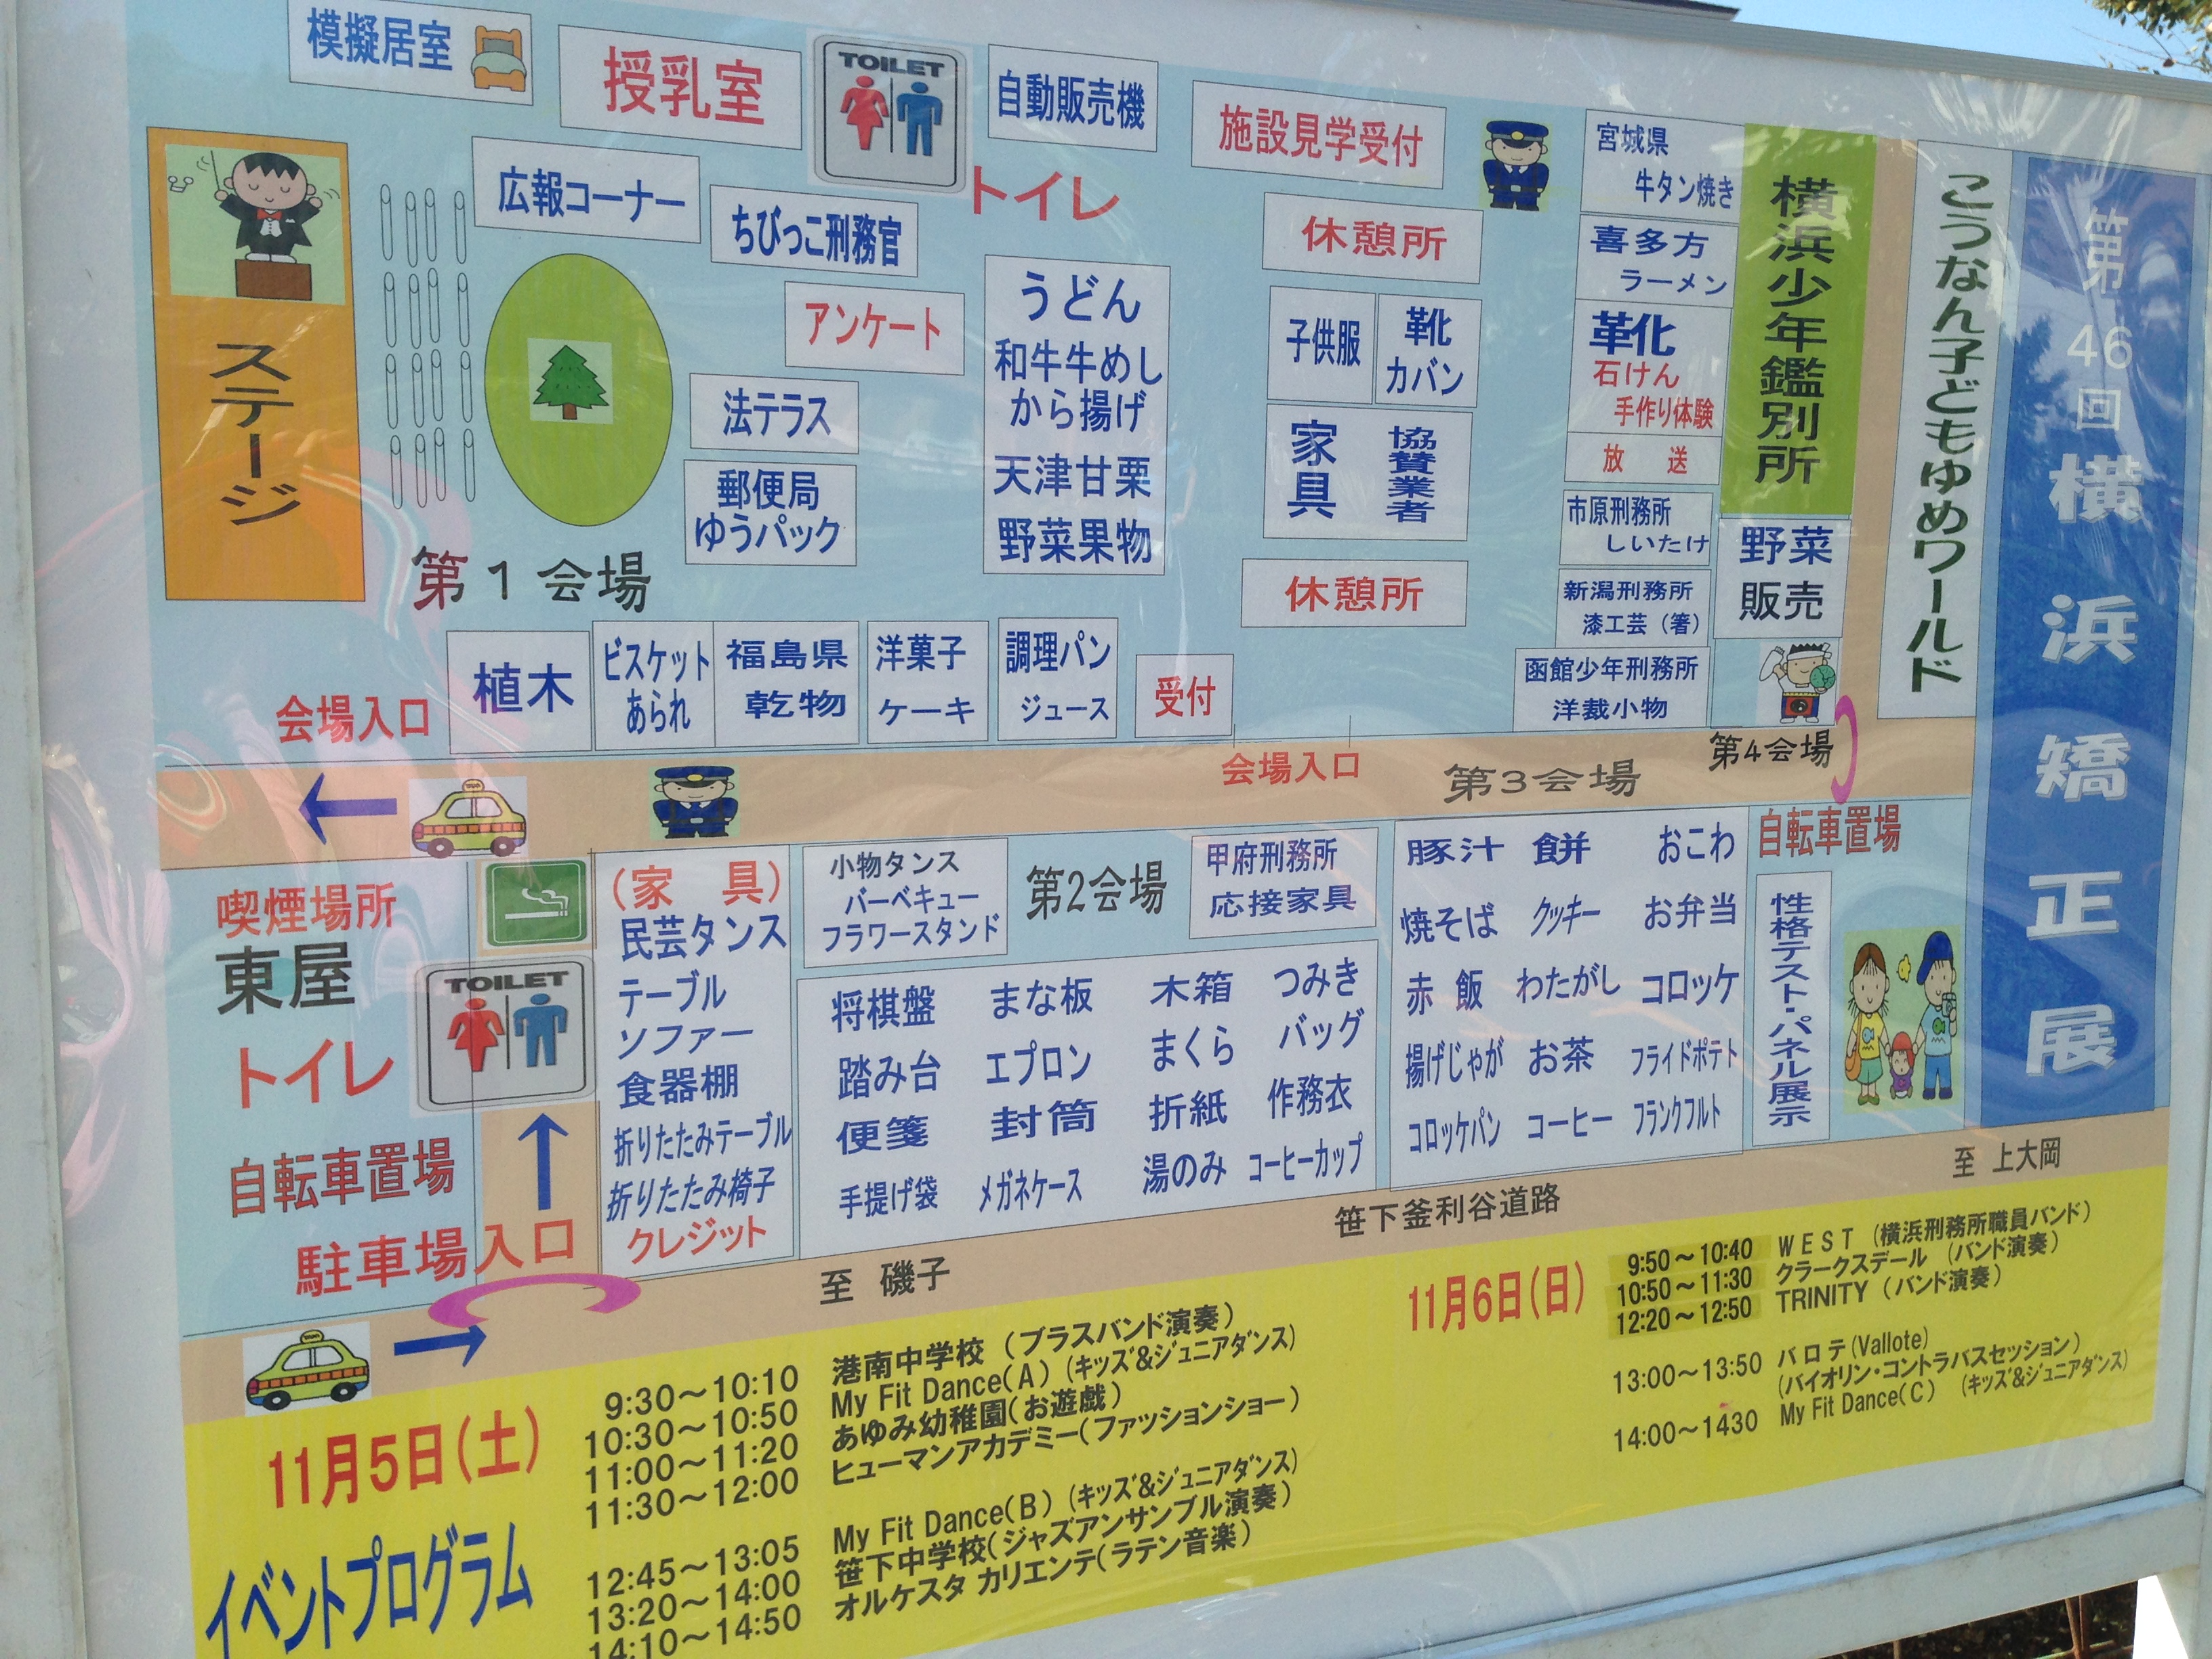 模擬居室
授乳室
TOILET
自動販売機
施設見学受付
トイレ
広報コーナー
ちびっこ刑務官
アンケート
法テラス
郵便局
ゆうパック
ステージ
第1会場
うどん
和牛牛めし
から揚げ
天津甘栗
野菜果物
休憩所
子供服
靴
カバン
家具
協賛業者
休憩所
宮城県
牛タン焼き
喜多方
ラーメン
革化
石けん
手作り体験
放送
市原刑務所
しいたけ
新潟刑務所
漆工芸（箸）
函館少年刑務所
洋裁小物
横浜少年鑑別所
野菜
販売
こうなん子どもゆめワールド
第46回横浜矯正展
会場入口
植木
ビスケット
あられ
福島県
乾物
洋菓子
ケーキ
調理パン
ジュース
受付
会場入口
第3会場
第4会場
自転車置場
喫煙場所
東屋
トイレ
TOILET
自転車置場
駐車場入口
（家具）
民芸タンス
テーブル
ソファー
食器棚
折りたたみテーブル
折りたたみ椅子
クレジット
小物タンス
バーベキュー
フラワースタンド
第2会場
甲府刑務所
応接家具
将棋盤 まな板 木箱 つみき
踏み台 エプロン まくら バッグ
便箋 封筒 折紙 作務衣
手提げ袋 メガネケース 湯のみ コーヒーカップ
豚汁 餅 おこわ
焼そば クッキー お弁当
赤飯 わたがし コロッケ
揚げじゃが お茶 フライドポテト
コロッケパン コーヒー フランクフルト
性格テスト・パネル展示
至 上大岡
笹下釜利谷道路
至 磯子
11月5日（土）
イベントプログラム
9:30～10:10 港南中学校（ブラスバンド演奏）
10:30～10:50 My Fit Dance(A)（キッズ&ジュニアダンス）
11:00～11:20 あゆみ幼稚園（お遊戯）
11:30～12:00 ヒューマンアカデミー（ファッションショー）
12:45～13:05 My Fit Dance(B)（キッズ&ジュニアダンス）
13:20～14:00 笹下中学校（ジャズアンサンブル演奏）
14:10～14:50 オルケスタ カリエンテ（ラテン音楽）
11月6日（日）
9:50～10:40 WEST（横浜刑務所職員バンド）
10:50～11:30 クラークスデール（バンド演奏）
12:20～12:50 TRINITY（バンド演奏）
13:00～13:50 バロテ(Vallote)
（バイオリン・コントラバスセッション）
14:00～1430 My Fit Dance(C)（キッズ&ジュニアダンス）